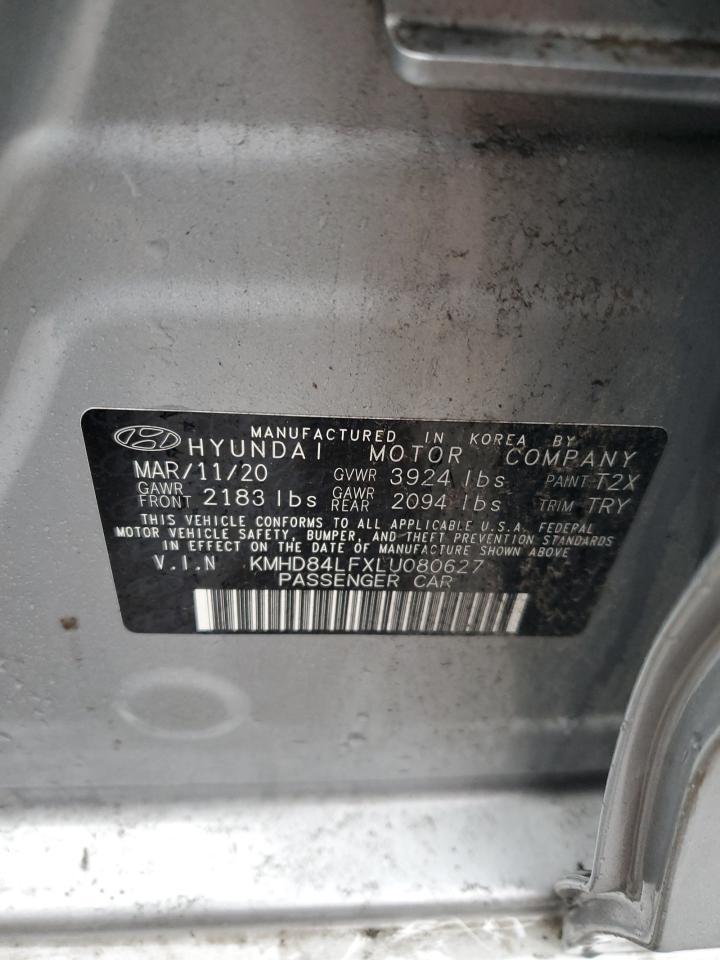 MANUFACTURED IN KOREA BY
HYUNDAI MOTOR COMPANY
MAR/11/20 GVWR 3924 lbs PAINT T2X
GAWR FRONT 2183 lbs GAWR REAR 2094 lbs TRIM TRY
THIS VEHICLE CONFORMS TO ALL APPLICABLE U.S.A. FEDERAL
MOTOR VEHICLE SAFETY, BUMPER, AND THEFT PREVENTION STANDARDS
IN EFFECT ON THE DATE OF MANUFACTURE SHOWN ABOVE
V.I.N KMHD84LFXLU080627
PASSENGER CAR